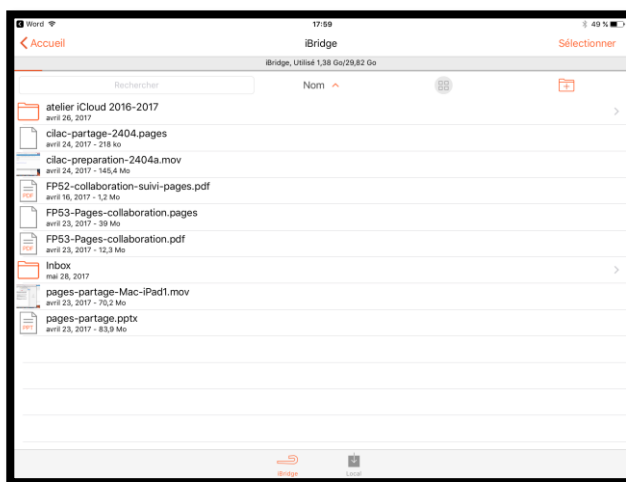 Word 17:59 49 %
Accueil iBridge Sélectionner
iBridge, Utilisé 1,38 Go/29,82 Go
Rechercher Nom
atelier iCloud 2016-2017
avril 26, 2017
cilac-partage-2404.pages
avril 24, 2017 - 218 ko
cilac-preparation-2404a.mov
avril 24, 2017 - 145,4 Mo
PDF FP52-collaboration-suivi-pages.pdf
avril 16, 2017 - 1,2 Mo
FP53-Pages-collaboration.pages
avril 23, 2017 - 39 Mo
PDF FP53-Pages-collaboration.pdf
avril 23, 2017 - 12,3 Mo
Inbox
mai 28, 2017
pages-partage-Mac-iPad1.mov
avril 23, 2017 - 70,2 Mo
PPT pages-partage.pptx
avril 23, 2017 - 83,9 Mo
iBridge Local